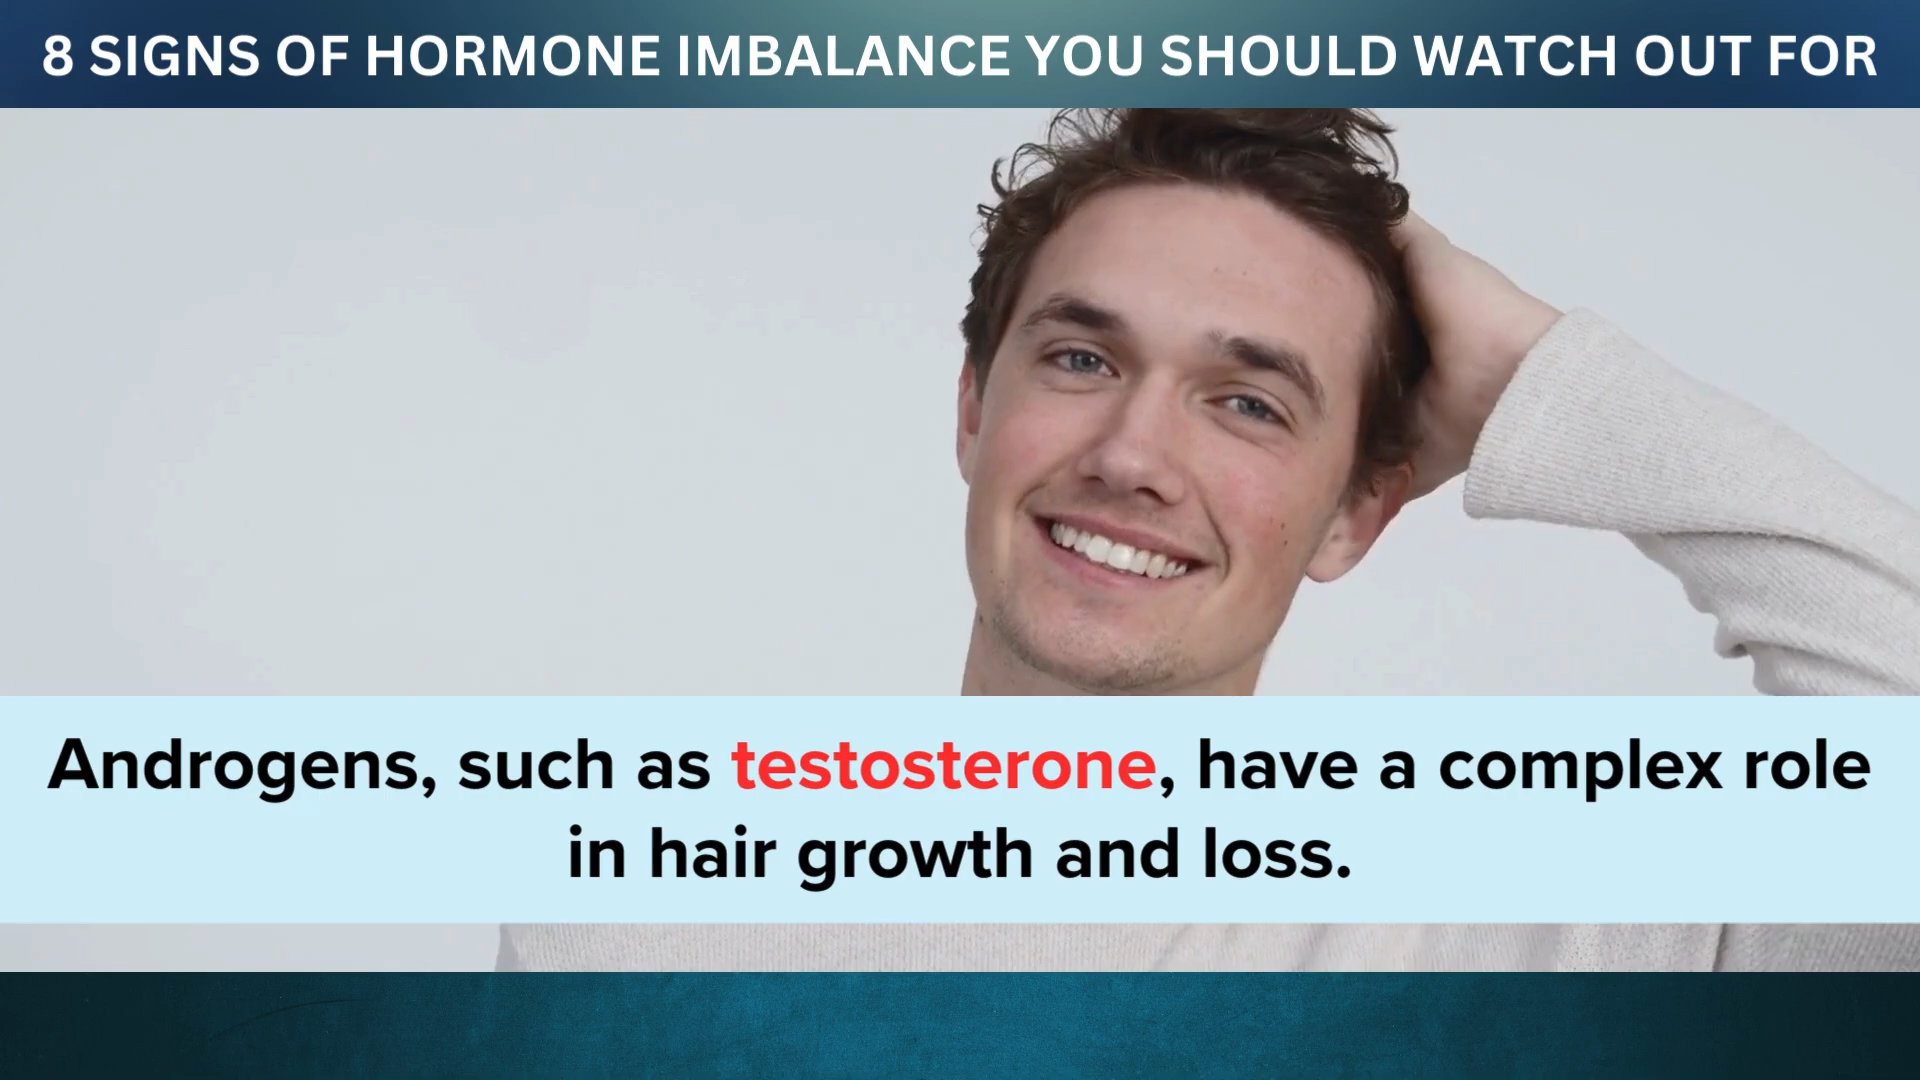 8 SIGNS OF HORMONE IMBALANCE YOU SHOULD WATCH OUT FOR
Androgens, such as testosterone, have a complex role
in hair growth and loss.